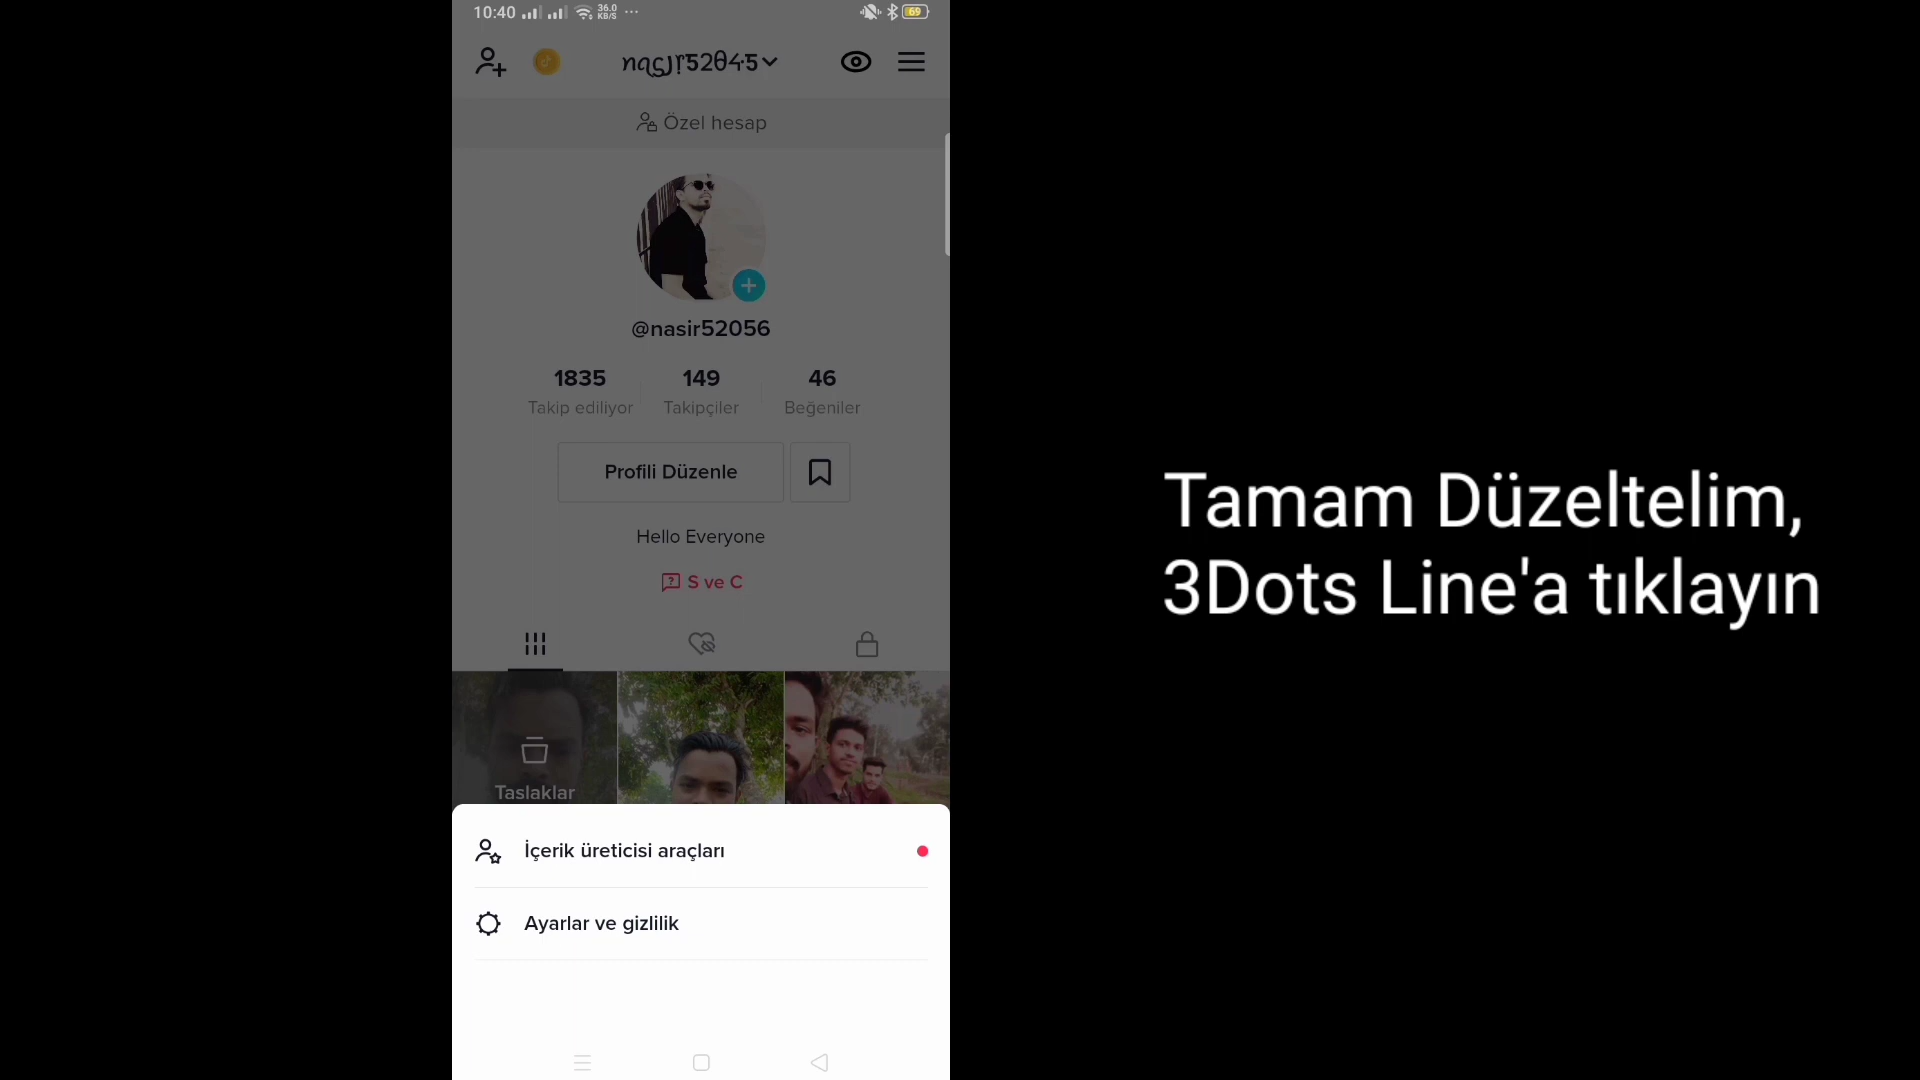 10:40
36.0
KB/S
69
Özel hesap
@nasir52056
1835
149
46
Takip ediliyor
Takipçiler
Beğeniler
Profili Düzenle
Hello Everyone
S ve C
Taslaklar
İçerik üreticisi araçları
Ayarlar ve gizlilik
Tamam Düzeltelim,
3Dots Line'a tıklayın